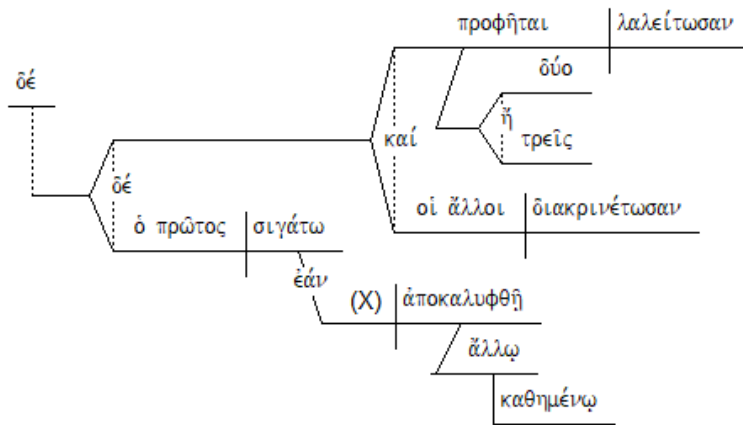 προφῆται λαλείτωσαν
δέ
δύο
ἤ
τρεῖς
καί
δέ
οἱ ἄλλοι διακρινέτωσαν
ὁ πρῶτος σιγάτω
ἐάν
(X) ἀποκαλυφθῇ
ἄλλῳ
καθημένῳ